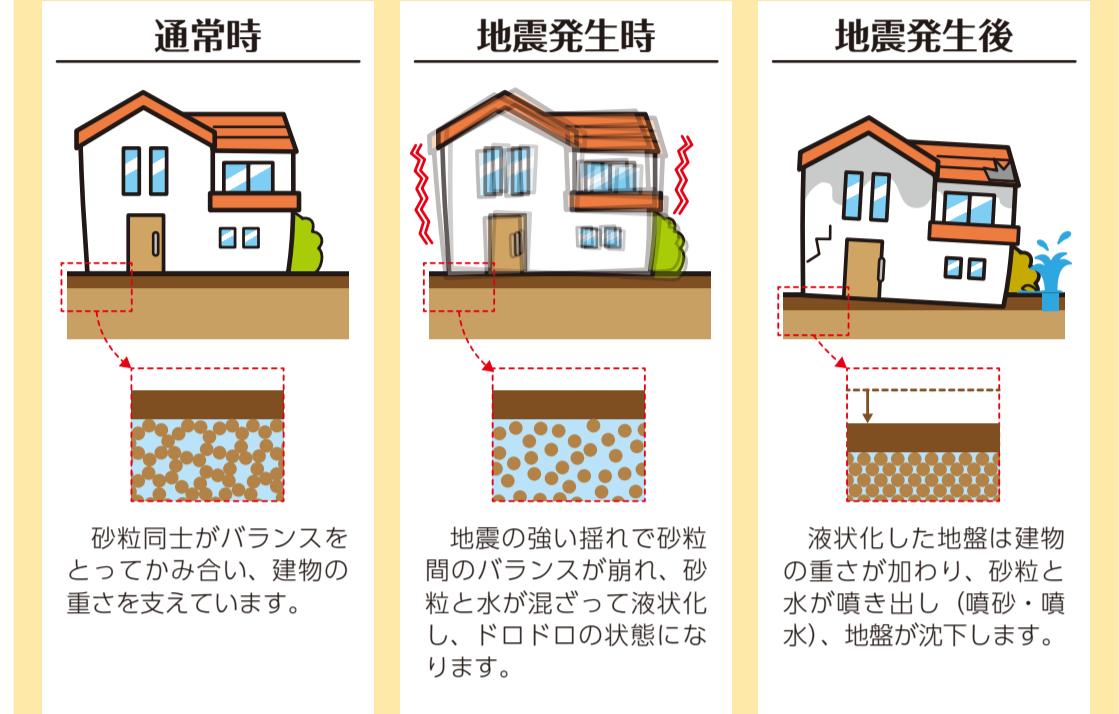 通常時
砂粒同士がバランスを
とってかみ合い、建物の
重さを支えています。
地震発生時
地震の強い揺れで砂粒
間のバランスが崩れ、砂
粒と水が混ざって液状化
し、ドロドロの状態にな
ります。
地震発生後
液状化した地盤は建物
の重さが加わり、砂粒と
水が噴き出し（噴砂・噴
水）、地盤が沈下します。